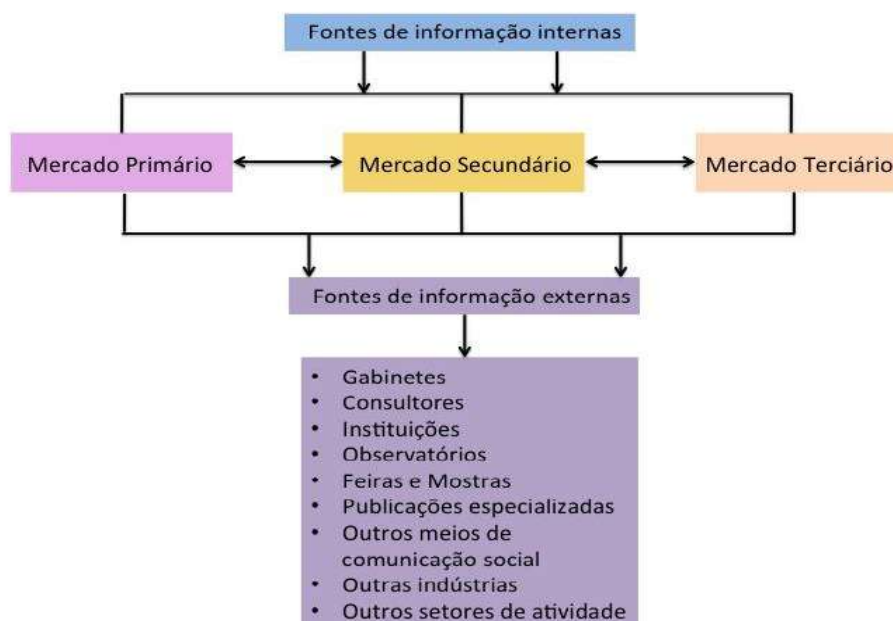 Fontes de informação internas
Mercado Primário
Mercado Secundário
Mercado Terciário
Fontes de informação externas
• Gabinetes
• Consultores
• Instituições
• Observatórios
• Feiras e Mostras
• Publicações especializadas
• Outros meios de
comunicação social
• Outras indústrias
• Outros setores de atividade